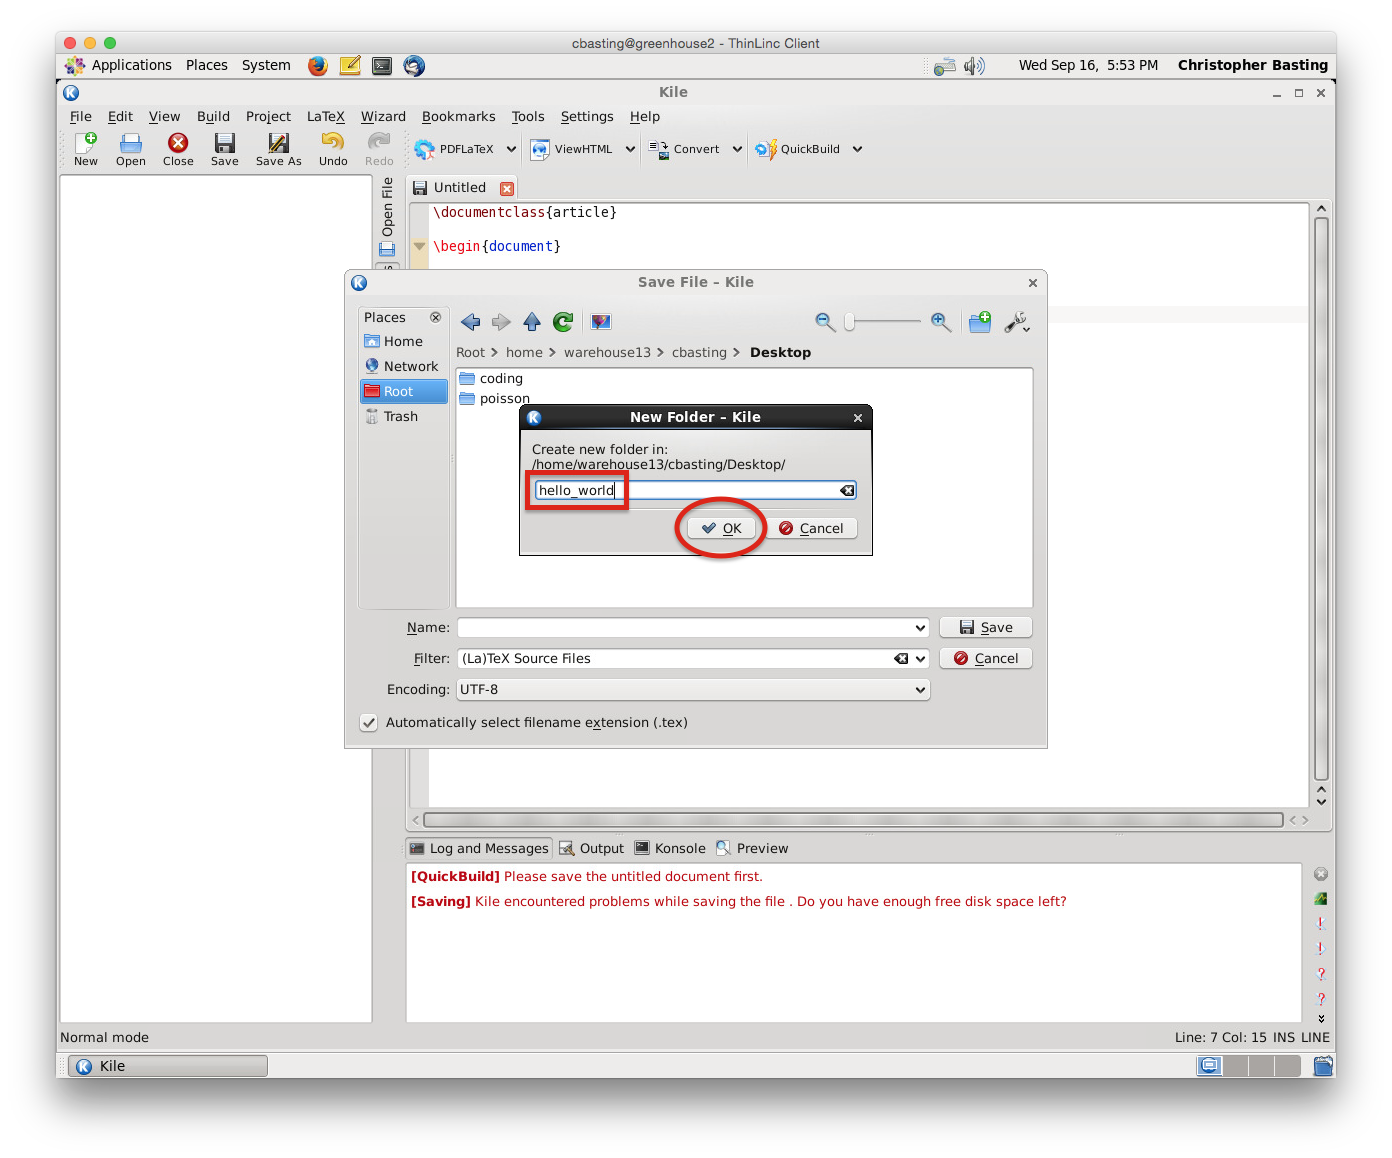 cbasting@greenhouse2 - ThinLinc Client
Applications Places System Wed Sep 16, 5:53 PM Christopher Basting
Kile
File Edit View Build Project LaTeX Wizard Bookmarks Tools Settings Help
New Open Close Save Save As Undo Redo PDFLaTeX ViewHTML Convert QuickBuild
Open File
Untitled
\documentclass{article}
\begin{document}
Save File – Kile
Places
Home
Network
Root
Trash
Root > home > warehouse13 > cbasting > Desktop
coding
poisson
New Folder – Kile
Create new folder in:
/home/warehouse13/cbasting/Desktop/
hello_world
OK Cancel
Name: Save
Filter: (La)TeX Source Files Cancel
Encoding: UTF-8
Automatically select filename extension (.tex)
Log and Messages Output Konsole Preview
[QuickBuild] Please save the untitled document first.
[Saving] Kile encountered problems while saving the file . Do you have enough free disk space left?
Normal mode Line: 7 Col: 15 INS LINE
Kile